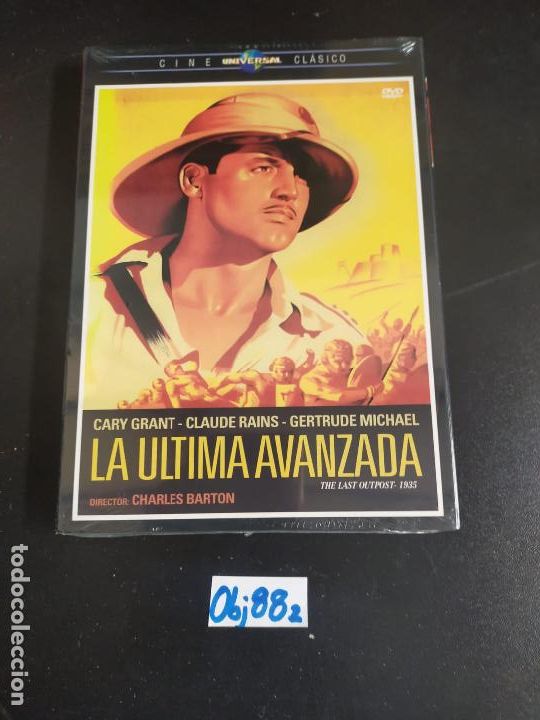 CINE UNIVERSAL CLÁSICO
DVD
CARY GRANT - CLAUDE RAINS - GERTRUDE MICHAEL
LA ULTIMA AVANZADA
THE LAST OUTPOST- 1935
DIRECTOR: CHARLES BARTON
Obj88z
todocoleccion